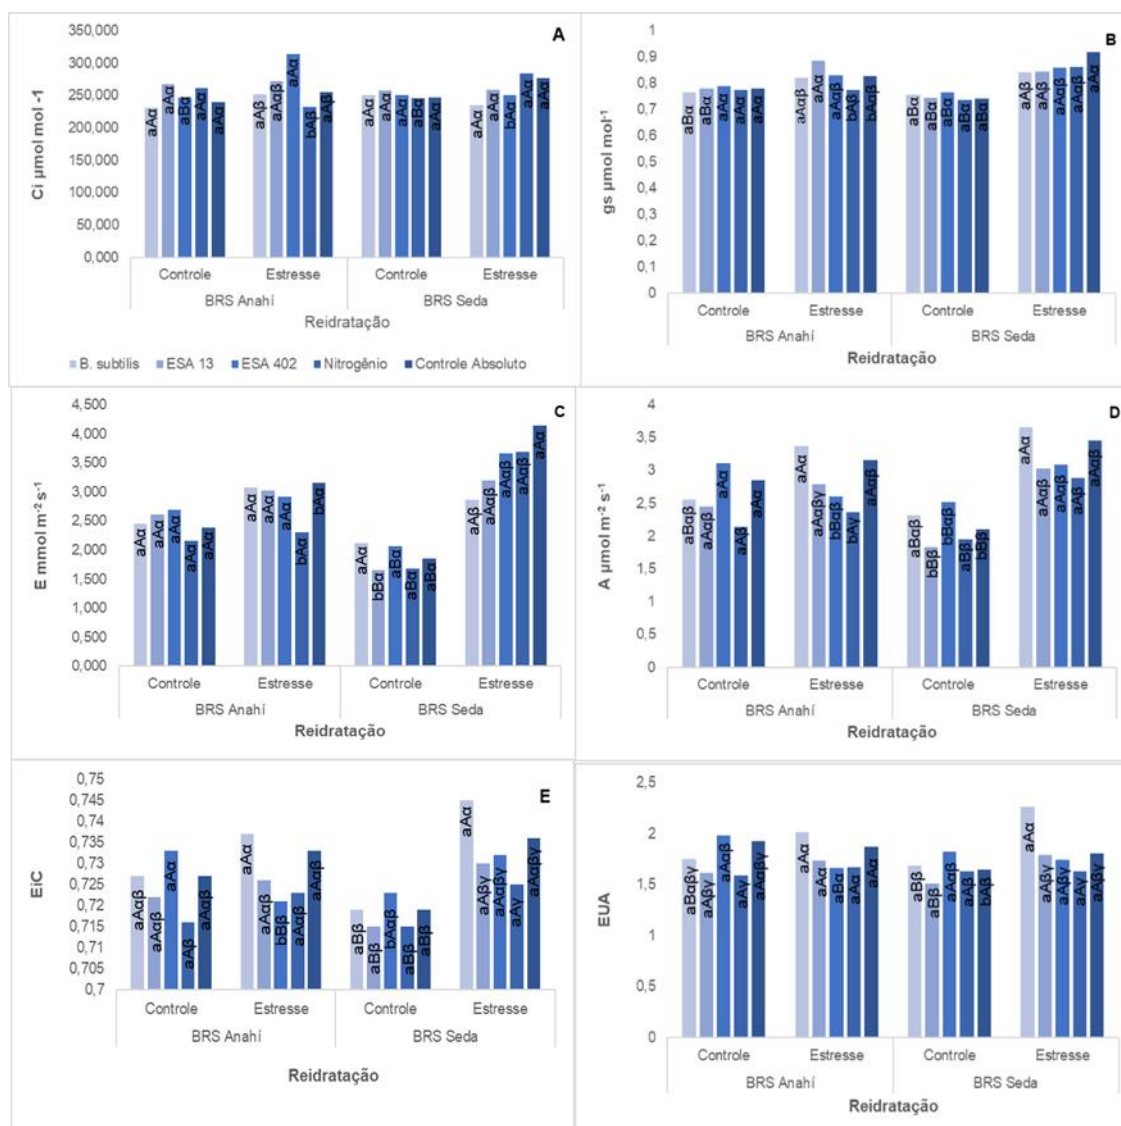 A
350,000
300,000
250,000
200,000
150,000
100,000
50,000
0,000
Ci µmol mol -1
aAα aAα aBα aAα aAα
aAβ aAαβ aAα bAβ aAβ
aAα aAα aAα aBα aAα
aAα aAα bAα aAα aAα
Controle Estresse Controle Estresse
BRS Anahí BRS Seda
Reidratação
B. subtilis ESA 13 ESA 402 Nitrogênio Controle Absoluto
B
1
0,9
0,8
0,7
0,6
0,5
0,4
0,3
0,2
0,1
0
gs µmol mol-1
aBα aBα aAα aAα aAα
aAαβ aAα aAαβ bAβ bAαβ
aBα aBα aBα aBα aBα
aAβ aAβ aAαβ aAαβ aAα
Controle Estresse Controle Estresse
BRS Anahí BRS Seda
Reidratação
C
4,500
4,000
3,500
3,000
2,500
2,000
1,500
1,000
0,500
0,000
E mmol m-2 s-1
aAα aAα aAα aAα aAα
aAα aAα aAα bAα bAα
aAα bBα aBα aBα aBα
aAβ aAαβ aAαβ aAαβ aAα
Controle Estresse Controle Estresse
BRS Anahí BRS Seda
Reidratação
D
4
3,5
3
2,5
2
1,5
1
0,5
0
A µmol m-2 s-1
aBαβ aAαβ aAα aAβ aAα
aAα aAαβγ bBαβ bBγ aAαβ
aBαβ bBβ bBαβ aBβ bBβ
aAα aAαβ aAαβ aAβ aAαβ
Controle Estresse Controle Estresse
BRS Anahí BRS Seda
Reidratação
E
0,75
0,745
0,74
0,735
0,73
0,725
0,72
0,715
0,71
0,705
0,7
EiC
aAαβ aAαβ aAα aAβ aAαβ
aAα aAαβ bBβ aAαβ aAαβ
aBβ aBβ bAαβ aBβ aBβ
aAα aAβγ aAαβγ aAγ aAαβγ
Controle Estresse Controle Estresse
BRS Anahí BRS Seda
Reidratação
2,5
2
1,5
1
0,5
0
EUA
aBαβγ aAβγ aAαβ aAγ aAαβγ
aAα aAα aBα aAα aAα
aBβ aBβ aAαβ aAβ bAβ
aAα aAβγ aAβγ aAγ aAβγ
Controle Estresse Controle Estresse
BRS Anahí BRS Seda
Reidratação